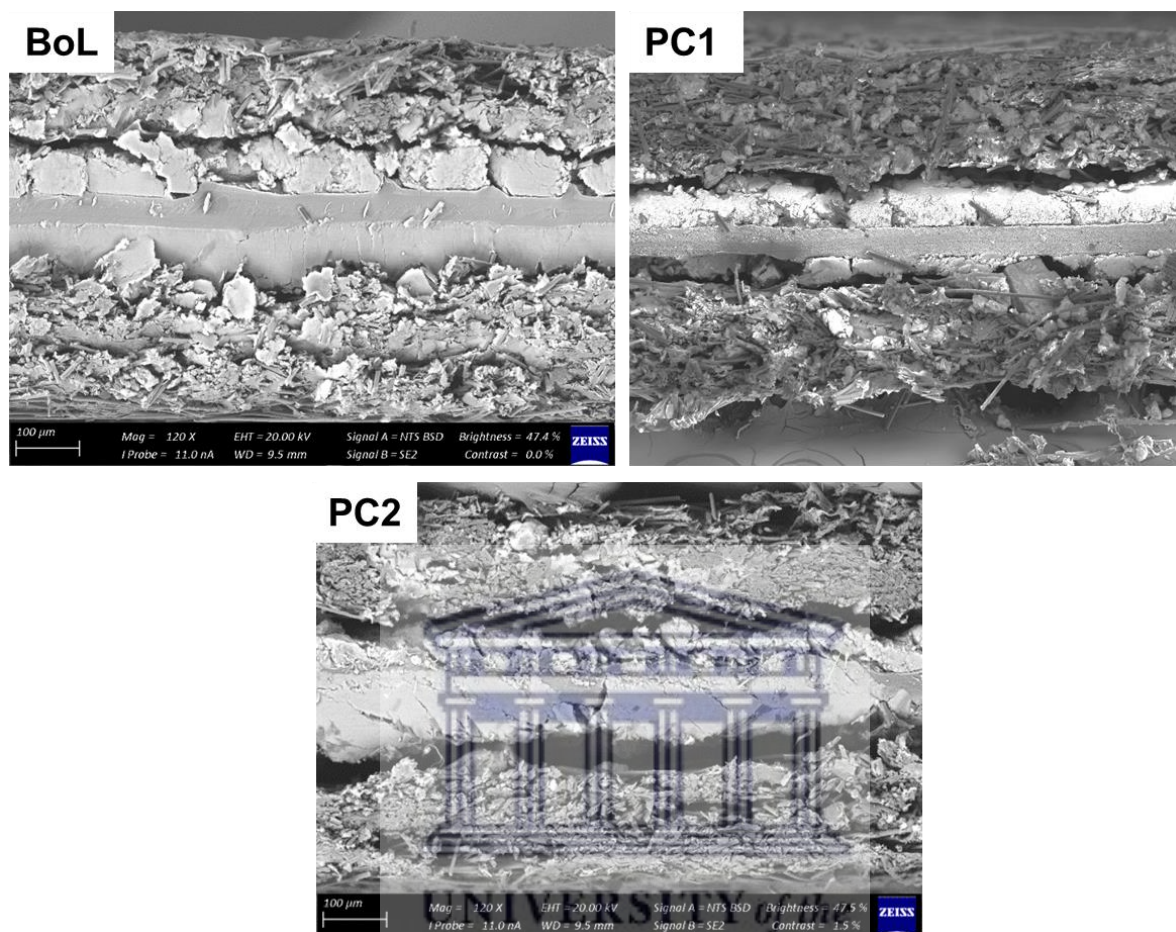 BoL
PC1
100 µm
Mag = 120 X EHT = 20.00 kV Signal A = NTS BSD Brightness = 47.4 %
I Probe = 11.0 nA WD = 9.5 mm Signal B = SE2 Contrast = 0.0 %
ZEISS
PC2
100 µm
Mag = 120 X EHT = 20.00 kV Signal A = NTS BSD Brightness = 47.5 %
I Probe = 11.0 nA WD = 9.5 mm Signal B = SE2 Contrast = 1.5 %
ZEISS
UNIVERSITY of the